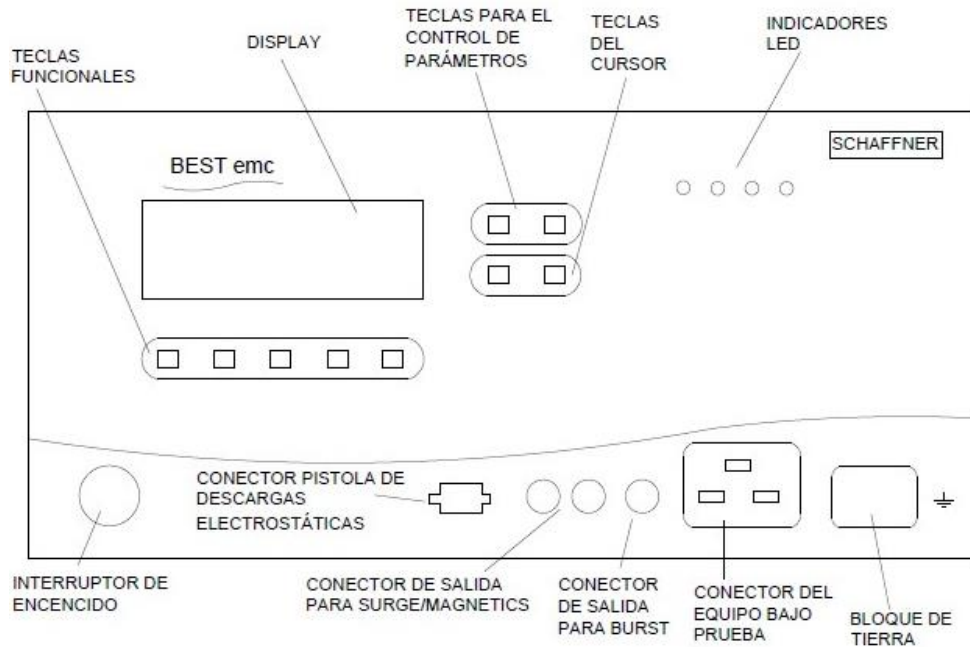 TECLAS
FUNCIONALES
DISPLAY
TECLAS PARA EL
CONTROL DE
PARÁMETROS
TECLAS
DEL
CURSOR
INDICADORES
LED
BEST emc
SCHAFFNER
CONECTOR PISTOLA DE
DESCARGAS
ELECTROSTÁTICAS
INTERRUPTOR DE
ENCENCIDO
CONECTOR DE SALIDA
PARA SURGE/MAGNETICS
CONECTOR
DE SALIDA
PARA BURST
CONECTOR DEL
EQUIPO BAJO
PRUEBA
BLOQUE DE
TIERRA